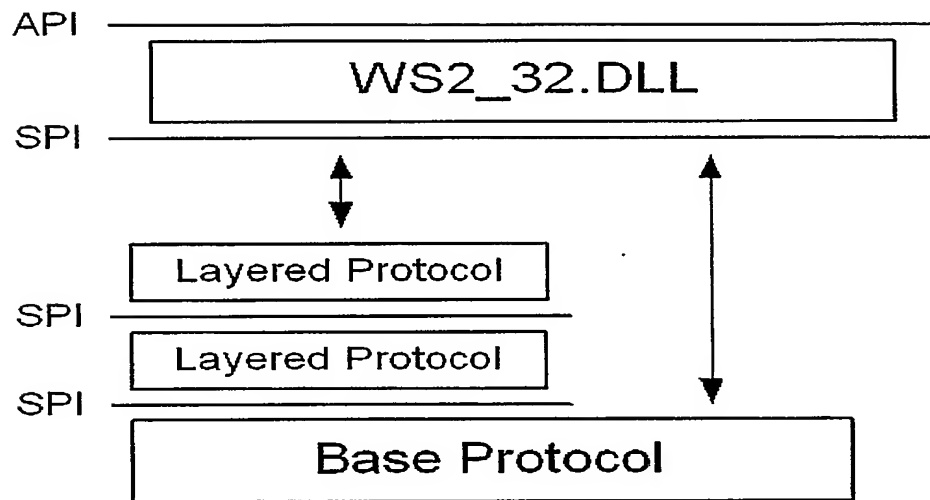 API
WS2_32.DLL
SPI
Layered Protocol
SPI
Layered Protocol
SPI
Base Protocol